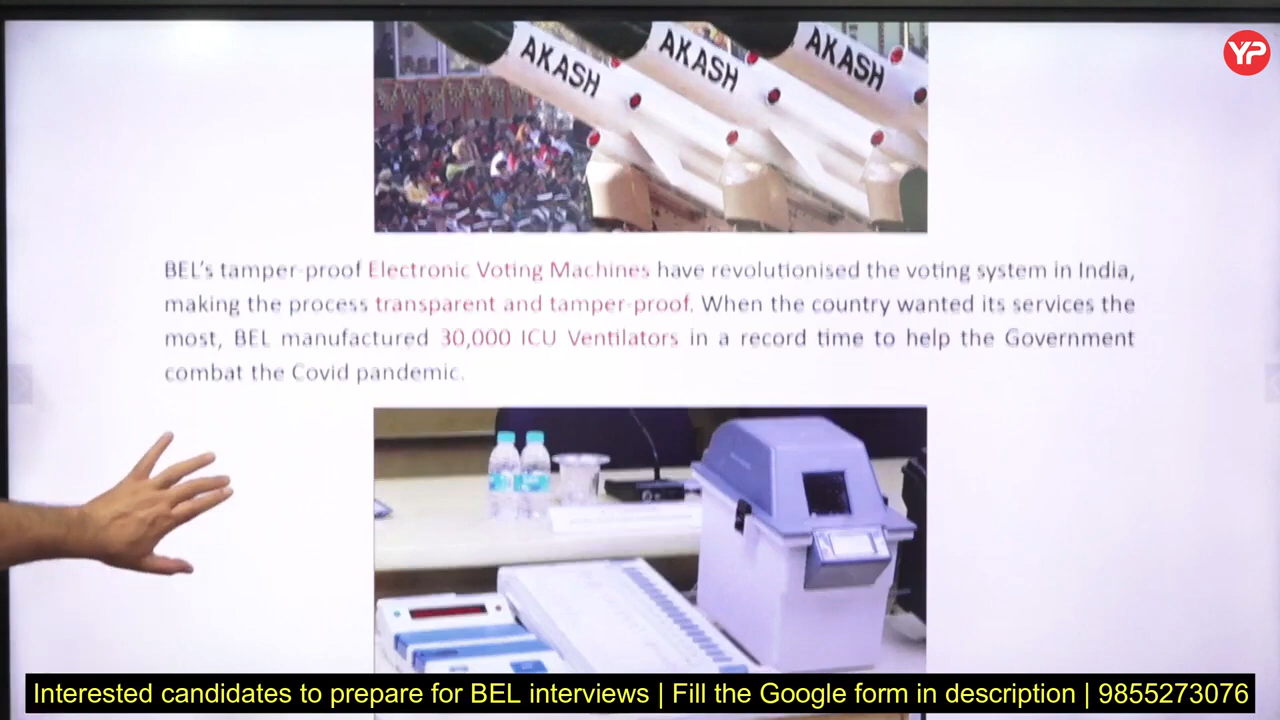 YP
AKASH AKASH AKASH
BEL's tamper-proof Electronic Voting Machines have revolutionised the voting system in India,
making the process transparent and tamper-proof. When the country wanted its services the
most, BEL manufactured 30,000 ICU Ventilators in a record time to help the Government
combat the Covid pandemic.
Interested candidates to prepare for BEL interviews | Fill the Google form in description | 9855273076